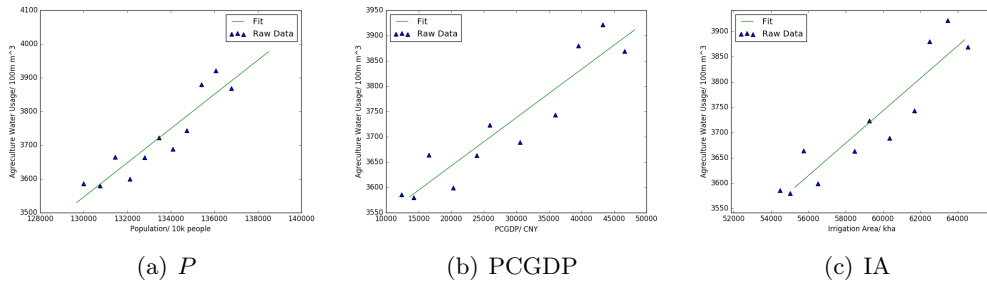 4100
4000
3900
3800
3700
3600
3500
Agreculture Water Usage/ 100m m^3
128000 130000 132000 134000 136000 138000 140000
Population/ 10k people
Fit
Raw Data
(a) P
3950
3900
3850
3800
3750
3700
3650
3600
3550
Agreculture Water Usage/ 100m m^3
10000 15000 20000 25000 30000 35000 40000 45000 50000
PCGDP/ CNY
Fit
Raw Data
(b) PCGDP
3900
3850
3800
3750
3700
3650
3600
3550
Agreculture Water Usage/ 100m m^3
52000 54000 56000 58000 60000 62000 64000
Irrigation Area/ kha
Fit
Raw Data
(c) IA